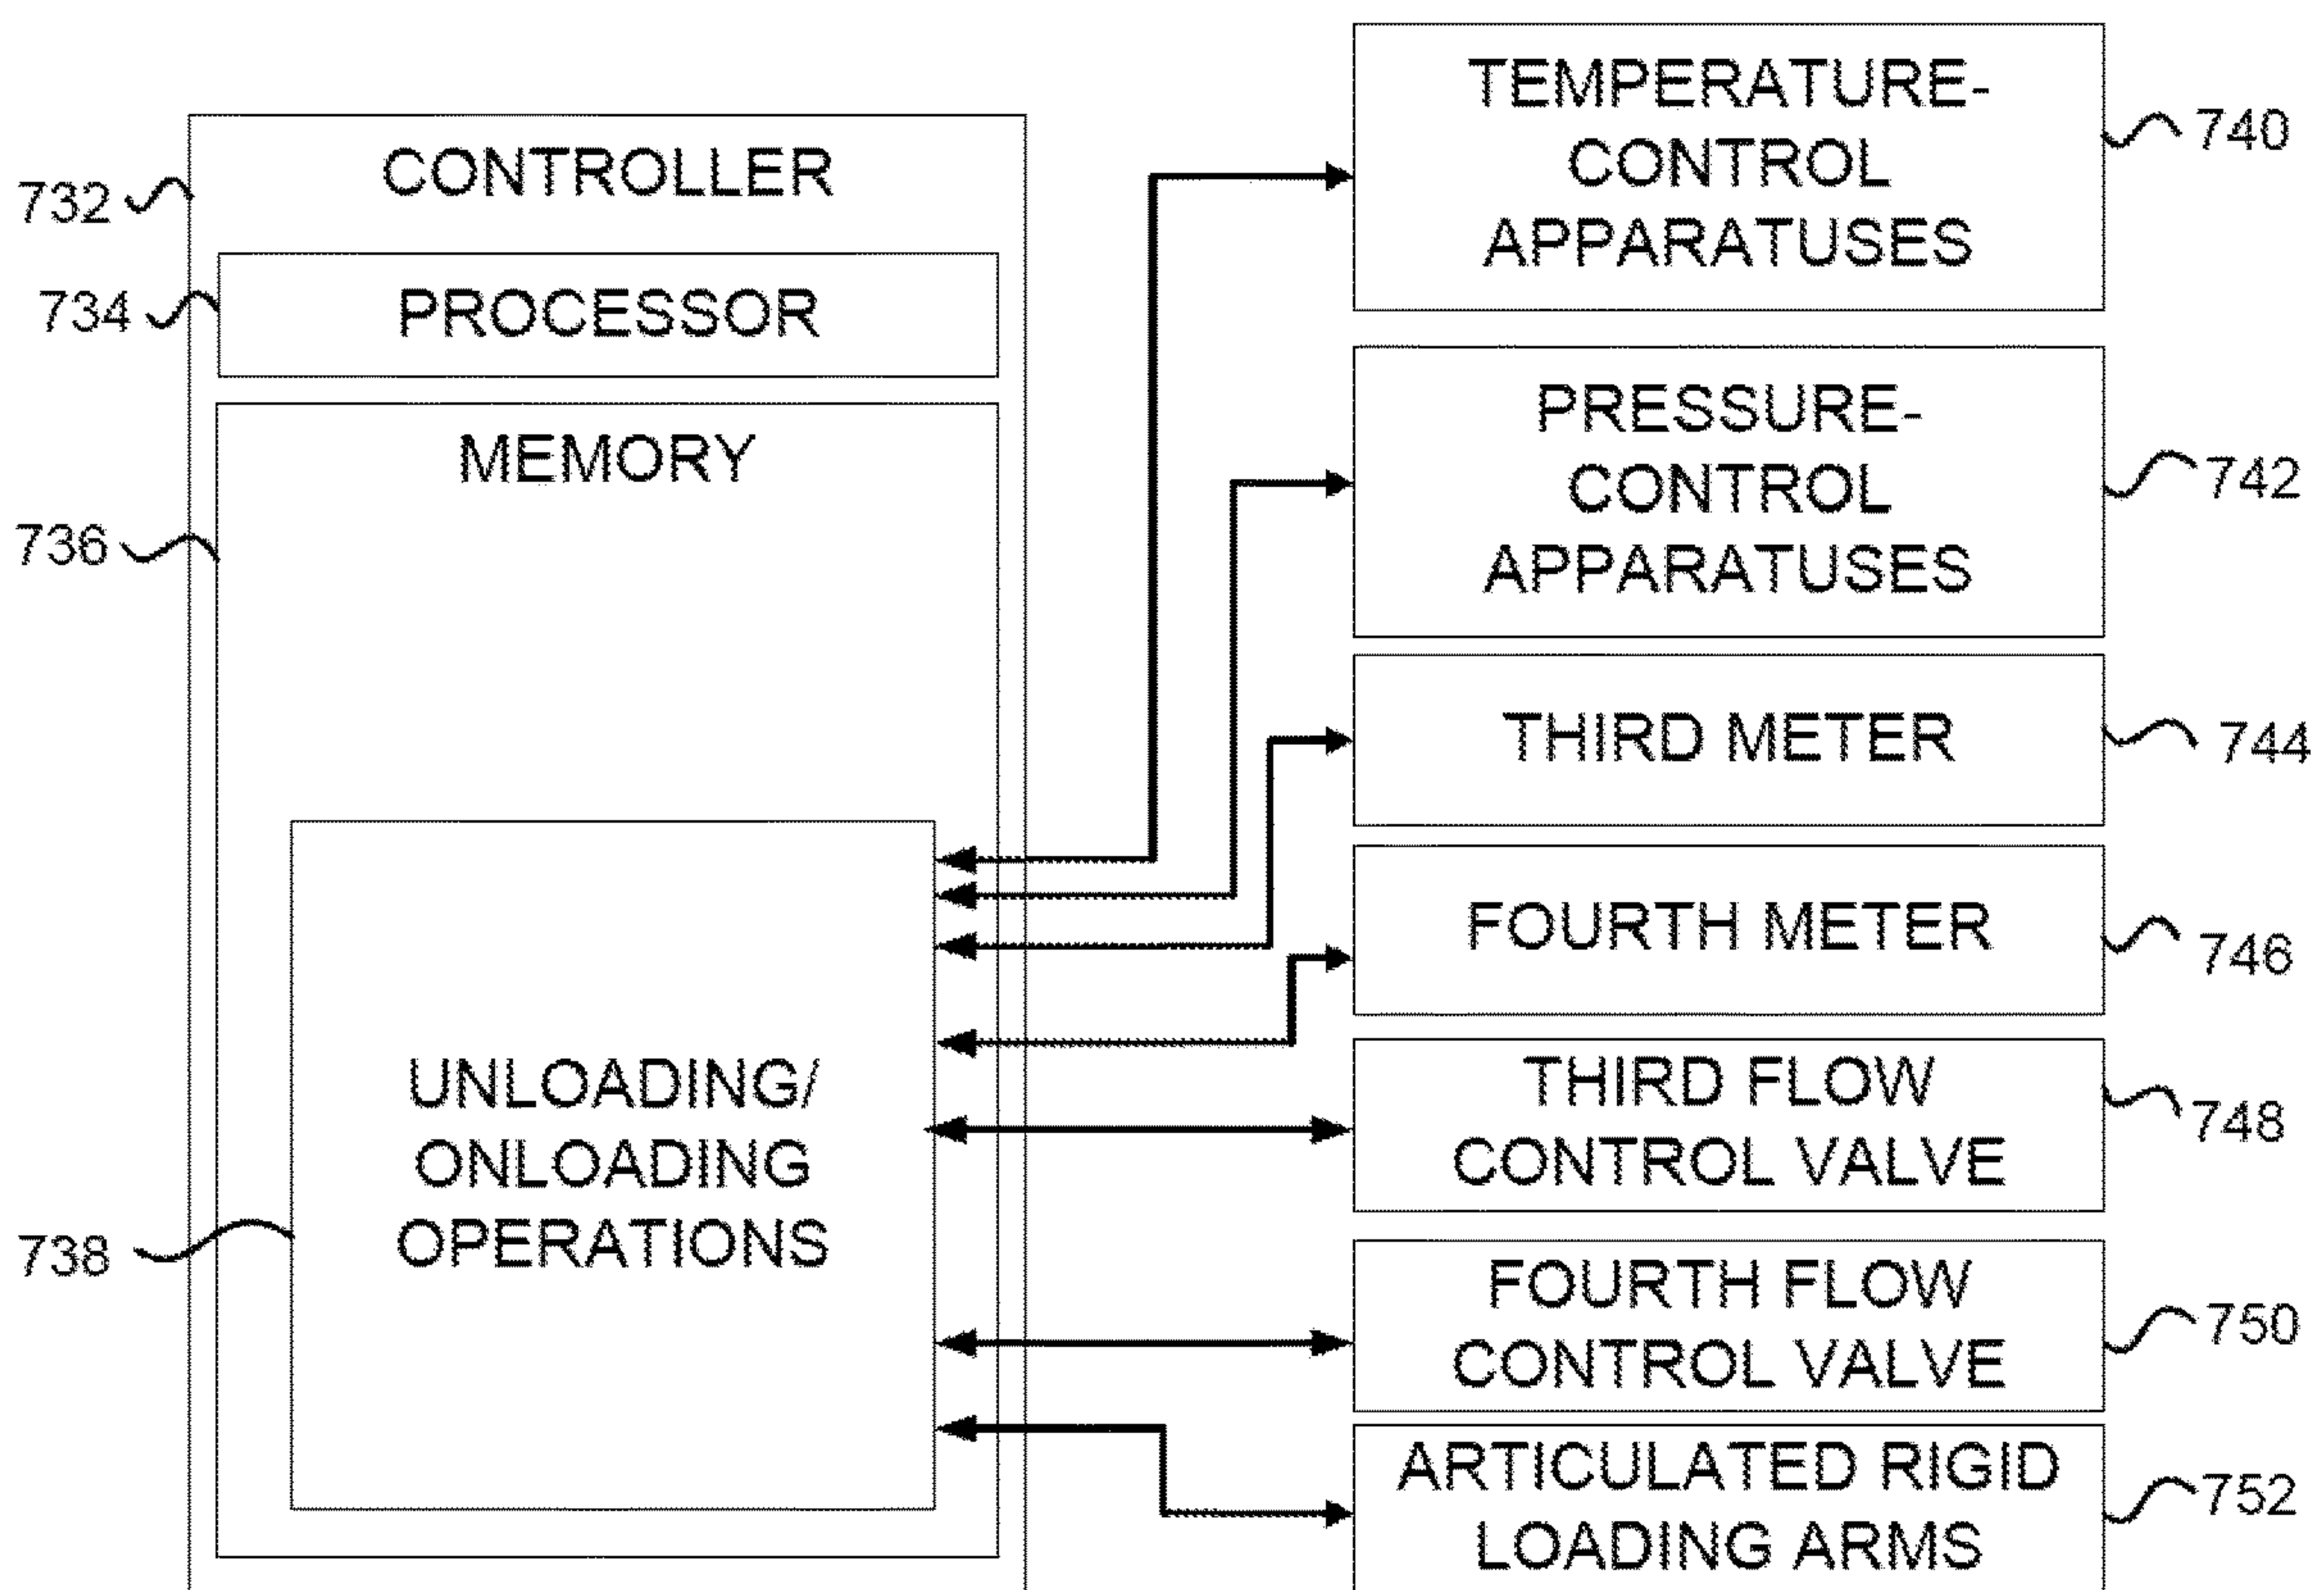 CONTROLLER
732
PROCESSOR
734
MEMORY
736
UNLOADING/
ONLOADING
OPERATIONS
738
TEMPERATURE-
CONTROL
APPARATUSES
740
PRESSURE-
CONTROL
APPARATUSES
742
THIRD METER
744
FOURTH METER
746
THIRD FLOW
CONTROL VALVE
748
FOURTH FLOW
CONTROL VALVE
750
ARTICULATED RIGID
LOADING ARMS
752